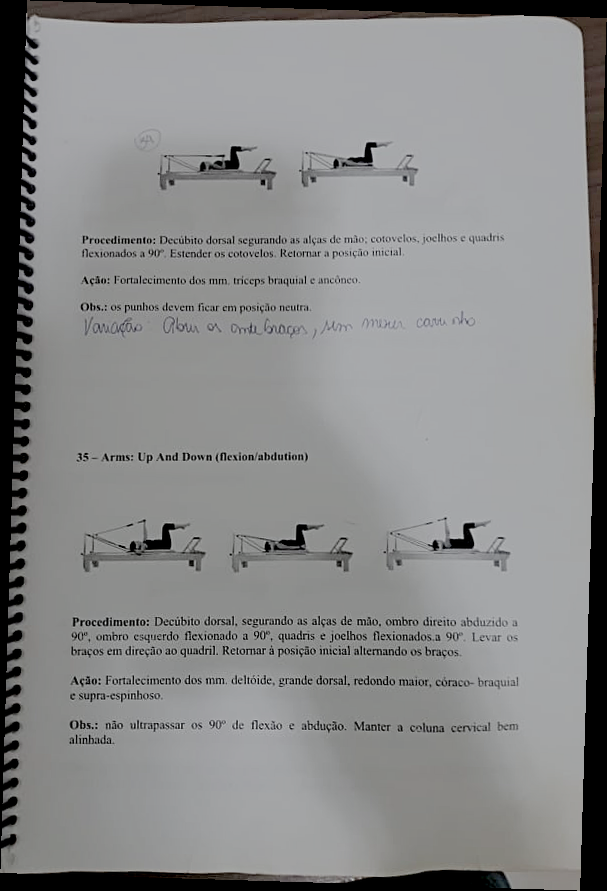 Procedimento: Decúbito dorsal segurando as alças de mão; cotovelos, joelhos e quadris
flexionados a 90º. Estender os cotovelos. Retornar a posição inicial.
Ação: Fortalecimento dos mm. tríceps braquial e ancôneo.
Obs.: os punhos devem ficar em posição neutra.
Variação: Abrir os antebraços, sem mexer carrinho
35 – Arms: Up And Down (flexion/abdution)
Procedimento: Decúbito dorsal, segurando as alças de mão, ombro direito abduzido a
90º, ombro esquerdo flexionado a 90º, quadris e joelhos flexionados.a 90º. Levar os
braços em direção ao quadril. Retornar à posição inicial alternando os braços.
Ação: Fortalecimento dos mm. deltóide, grande dorsal, redondo maior, córaco- braquial
e supra-espinhoso.
Obs.: não ultrapassar os 90º de flexão e abdução. Manter a coluna cervical bem
alinhada.